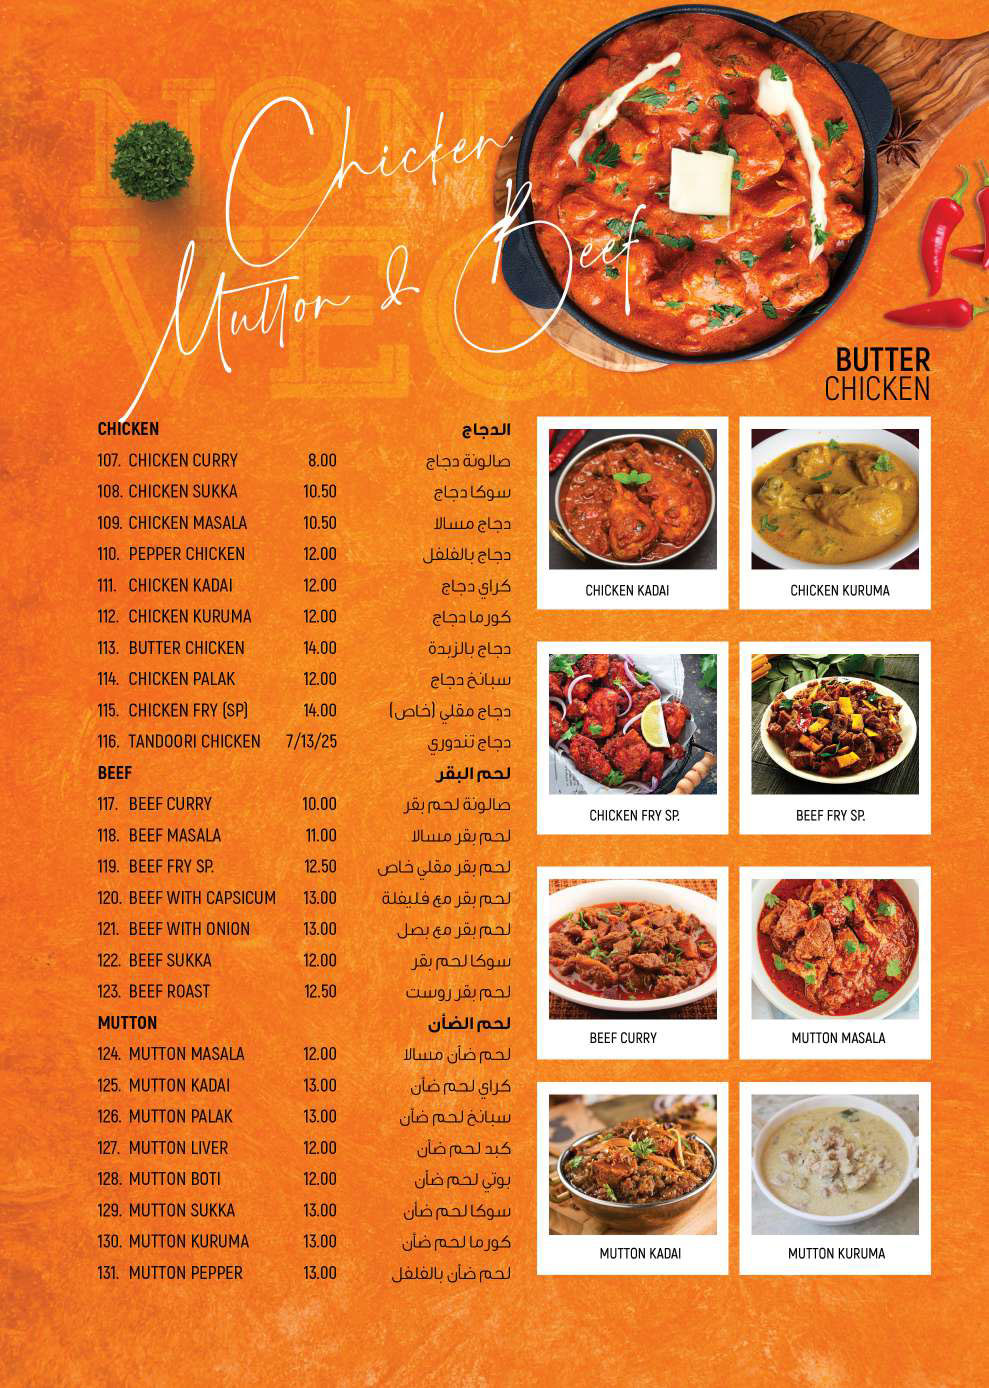 NON
VEG
Chicken
Mutton & Beef
BUTTER
CHICKEN
CHICKEN الدجاج
107. CHICKEN CURRY 8.00 صالونة دجاج
108. CHICKEN SUKKA 10.50 سوكا دجاج
109. CHICKEN MASALA 10.50 دجاج مسالا
110. PEPPER CHICKEN 12.00 دجاج بالفلفل
111. CHICKEN KADAI 12.00 كراي دجاج
112. CHICKEN KURUMA 12.00 كورما دجاج
113. BUTTER CHICKEN 14.00 دجاج بالزبدة
114. CHICKEN PALAK 12.00 سبانخ دجاج
115. CHICKEN FRY (SP) 14.00 دجاج مقلي (خاص)
116. TANDOORI CHICKEN 7/13/25 دجاج تندوري
BEEF لحم البقر
117. BEEF CURRY 10.00 صالونة لحم بقر
118. BEEF MASALA 11.00 لحم بقر مسالا
119. BEEF FRY SP. 12.50 لحم بقر مقلي خاص
120. BEEF WITH CAPSICUM 13.00 لحم بقر مع فليفلة
121. BEEF WITH ONION 13.00 لحم بقر مع بصل
122. BEEF SUKKA 12.00 سوكا لحم بقر
123. BEEF ROAST 12.50 لحم بقر روست
MUTTON لحم الضأن
124. MUTTON MASALA 12.00 لحم ضأن مسالا
125. MUTTON KADAI 13.00 كراي لحم ضأن
126. MUTTON PALAK 13.00 سبانخ لحم ضأن
127. MUTTON LIVER 12.00 كبد لحم ضأن
128. MUTTON BOTI 12.00 بوتي لحم ضأن
129. MUTTON SUKKA 13.00 سوكا لحم ضأن
130. MUTTON KURUMA 13.00 كورما لحم ضأن
131. MUTTON PEPPER 13.00 لحم ضأن بالفلفل
CHICKEN KADAI
CHICKEN KURUMA
CHICKEN FRY SP.
BEEF FRY SP.
BEEF CURRY
MUTTON MASALA
MUTTON KADAI
MUTTON KURUMA